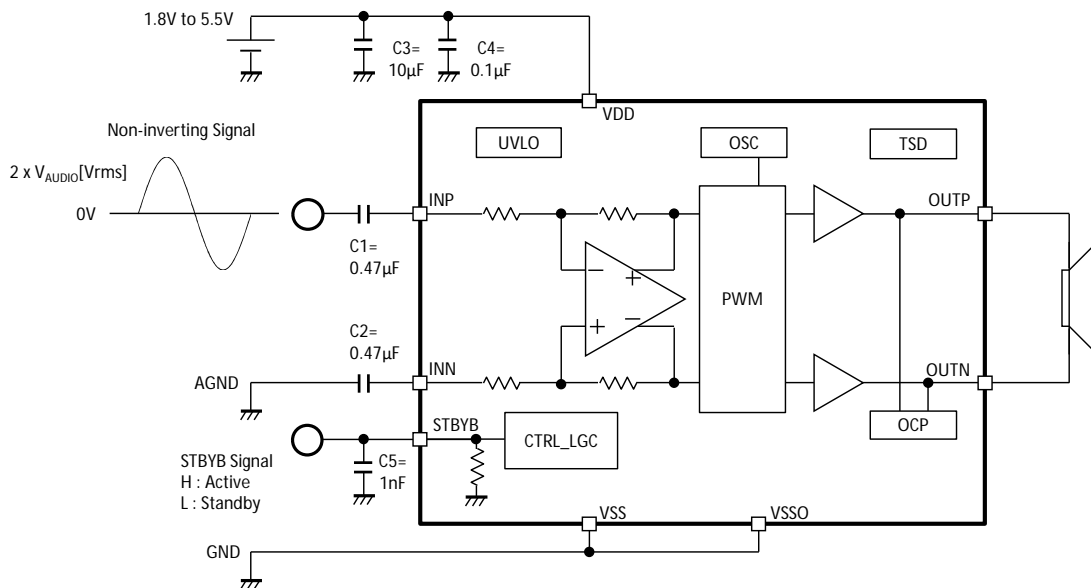 1.8V to 5.5V
C3=
10µF
C4=
0.1µF
VDD
Non-inverting Signal
2 x VAUDIO[Vrms]
0V
UVLO
OSC
TSD
INP
OUTP
C1=
0.47µF
−
+
PWM
−
+
C2=
0.47µF
AGND
INN
OUTN
STBYB
CTRL_LGC
OCP
STBYB Signal
H : Active
L : Standby
C5=
1nF
VSS
VSSO
GND